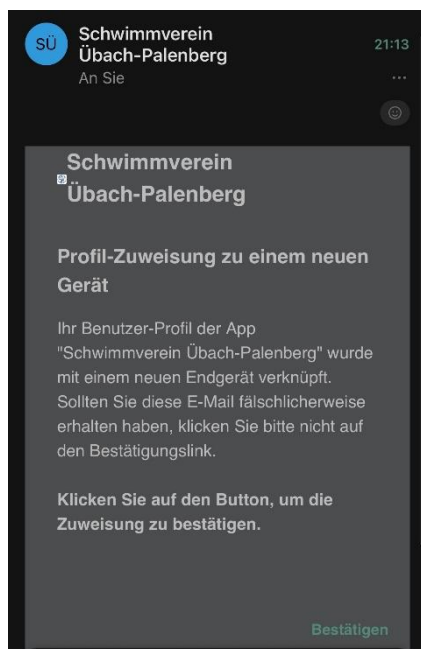 SÜ
Schwimmverein
Übach-Palenberg
21:13
An Sie
...
Schwimmverein
Übach-Palenberg
Profil-Zuweisung zu einem neuen
Gerät
Ihr Benutzer-Profil der App
"Schwimmverein Übach-Palenberg" wurde
mit einem neuen Endgerät verknüpft.
Sollten Sie diese E-Mail fälschlicherweise
erhalten haben, klicken Sie bitte nicht auf
den Bestätigungslink.
Klicken Sie auf den Button, um die
Zuweisung zu bestätigen.
Bestätigen